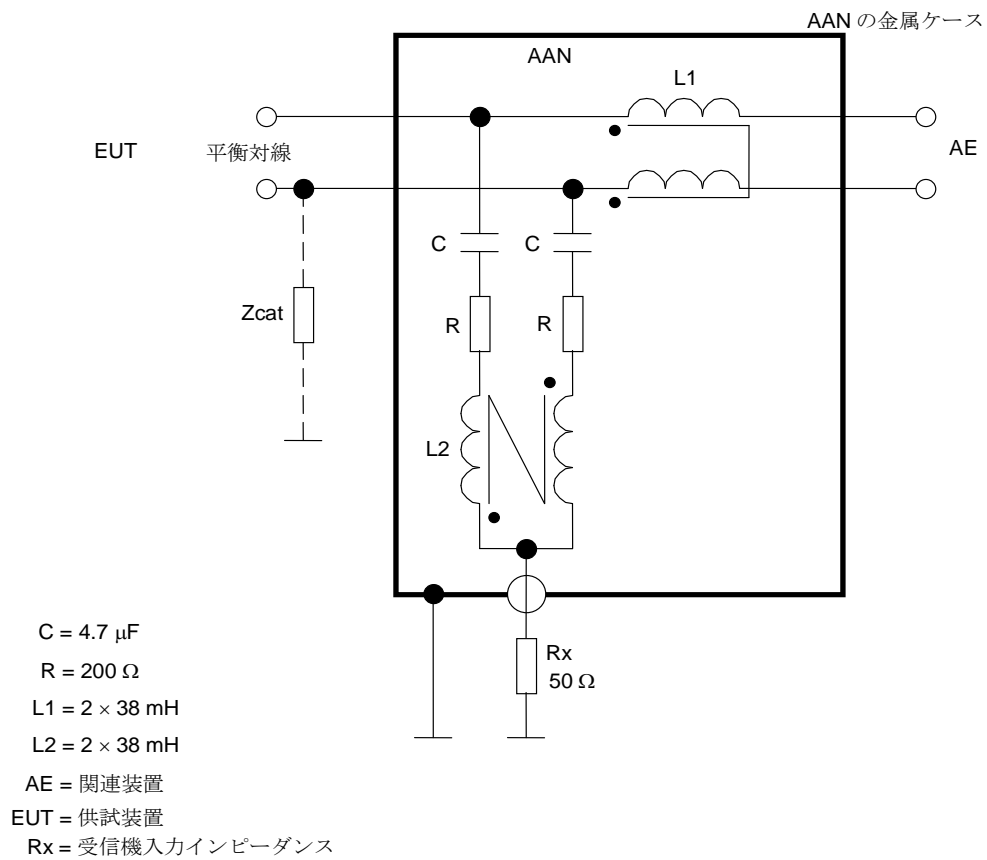 AAN の金属ケース
AAN
L1
EUT
平衡対線
AE
C
C
Zcat
R
R
L2
Rx
50 Ω
C = 4.7 μF
R = 200 Ω
L1 = 2 × 38 mH
L2 = 2 × 38 mH
AE = 関連装置
EUT = 供試装置
Rx = 受信機入力インピーダンス